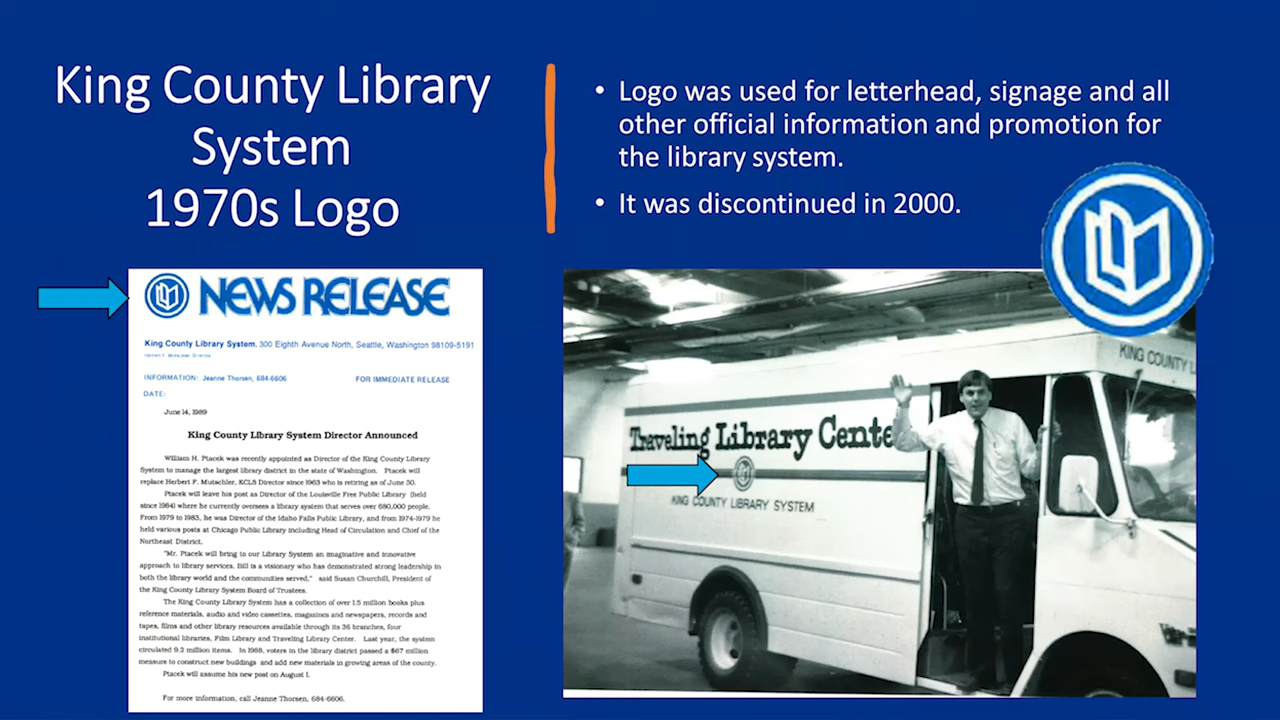 King County Library
System
1970s Logo
• Logo was used for letterhead, signage and all
other official information and promotion for
the library system.
• It was discontinued in 2000.
NEWS RELEASE
King County Library System. 300 Eighth Avenue North, Seattle, Washington 98109-5191
Herbert F. Mutschler, Director
INFORMATION: Jeanne Thorsen, 684-6606 FOR IMMEDIATE RELEASE
DATE:
June 14, 1989
King County Library System Director Announced
William H. Ptacek was recently appointed as Director of the King County Library
System to manage the largest library district in the state of Washington. Ptacek will
replace Herbert F. Mutschler, KCLS Director since 1963 who is retiring as of June 30.
Ptacek will leave his post as Director of the Louisville Free Public Library (held
since 1984) where he currently oversees a library system that serves over 680,000 people.
From 1979 to 1983, he was Director of the Idaho Falls Public Library, and from 1974-1979 he
held various posts at Chicago Public Library including Head of Circulation and Chief of the
Northeast District.
"Mr. Ptacek will bring to our Library System an imaginative and innovative
approach to library services. Bill is a visionary who has demonstrated strong leadership in
both the library world and the communities served," said Susan Churchill, President of
the King County Library System Board of Trustees.
The King County Library System has a collection of over 1.5 million books plus
reference materials, audio and video cassettes, magazines and newspapers, records and
tapes, films and other library resources available through its 36 branches, four
institutional libraries, Film Library and Traveling Library Center. Last year, the system
circulated 9.2 million items. In 1988, voters in the library district passed a $67 million
measure to construct new buildings and add new materials in growing areas of the county.
Ptacek will assume his new post on August 1.
For more information, call Jeanne Thorsen, 684-6606.
KING COUNTY L
Traveling Library Cente
KING COUNTY LIBRARY SYSTEM